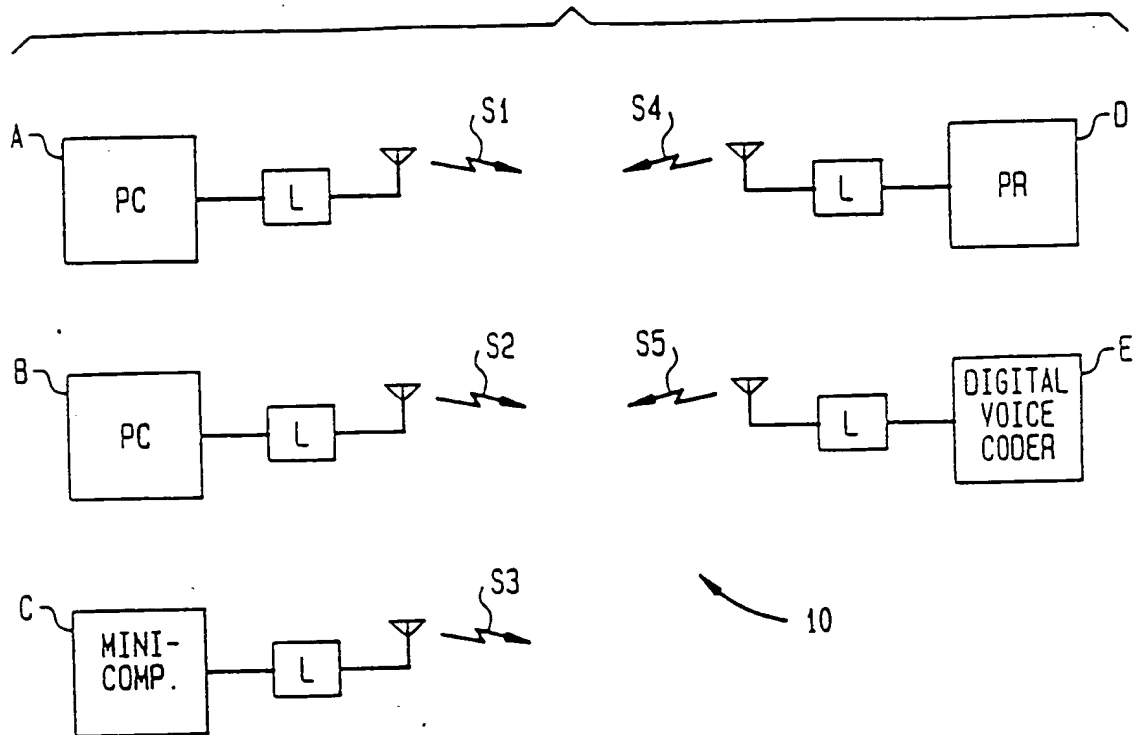 A
PC
L
S1
S4
L
PR
D
B
PC
L
S2
S5
L
DIGITAL
VOICE
CODER
E
C
MINI-
COMP.
L
S3
10